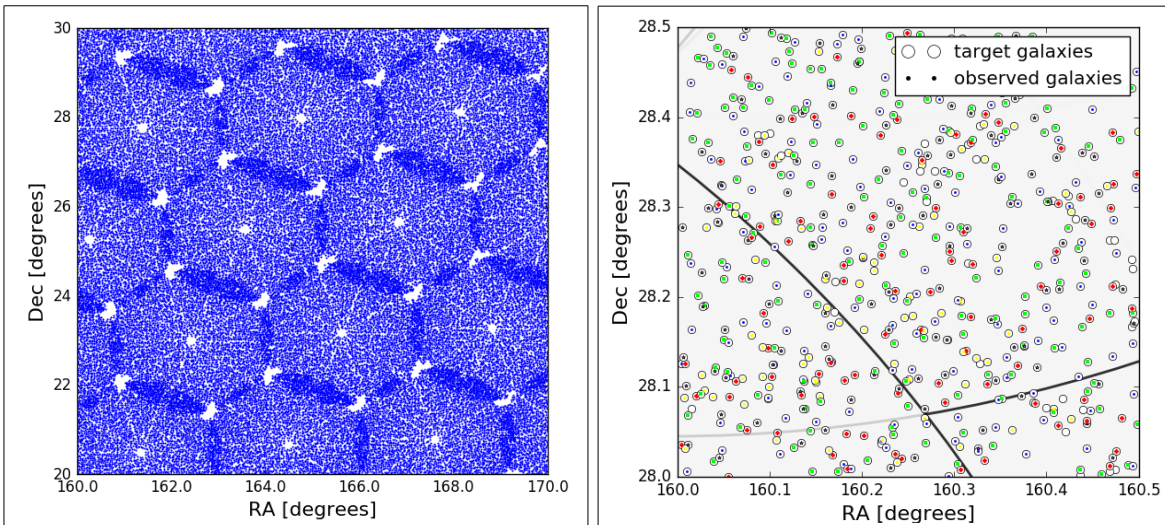 30
28
26
24
22
20
Dec [degrees]
160.0 162.0 164.0 166.0 168.0 170.0
RA [degrees]
28.5
28.4
28.3
28.2
28.1
28.0
Dec [degrees]
target galaxies
observed galaxies
160.0 160.1 160.2 160.3 160.4 160.5
RA [degrees]